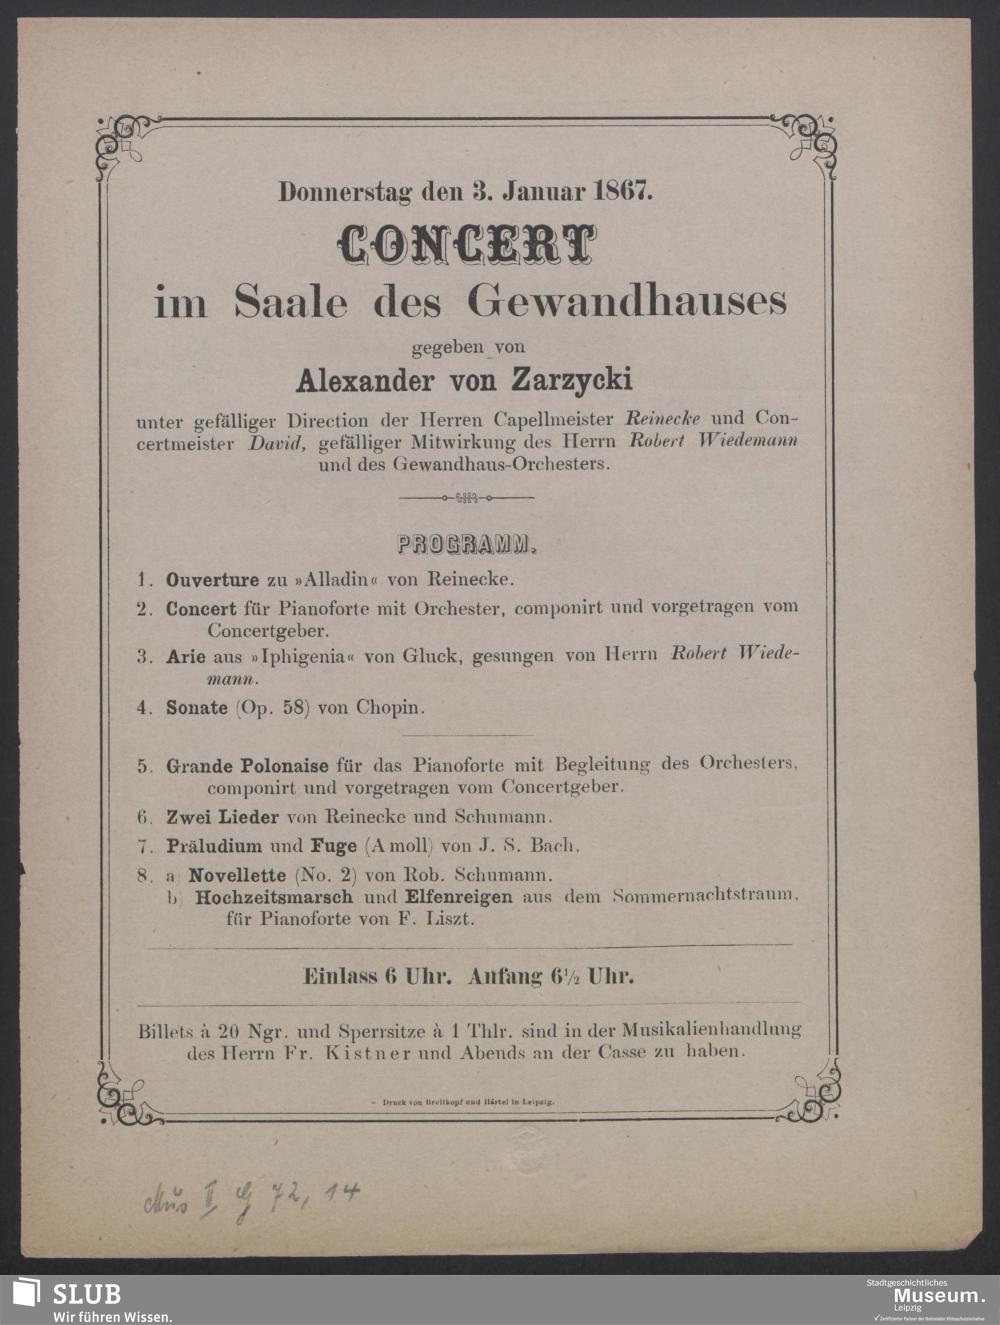 Donnerstag den 3. Januar 1867.
CONCERT
im Saale des Gewandhauses
gegeben von
Alexander von Zarzycki
unter gefälliger Direction der Herren Capellmeister Reinecke und Con-
certmeister David, gefälliger Mitwirkung des Herrn Robert Wiedemann
und des Gewandhaus-Orchesters.
PROGRAMM.
1. Ouverture zu »Alladin« von Reinecke.
2. Concert für Pianoforte mit Orchester, componirt und vorgetragen vom
Concertgeber.
3. Arie aus »Iphigenia« von Gluck, gesungen von Herrn Robert Wiede-
mann.
4. Sonate (Op. 58) von Chopin.
5. Grande Polonaise für das Pianoforte mit Begleitung des Orchesters,
componirt und vorgetragen vom Concertgeber.
6. Zwei Lieder von Reinecke und Schumann.
7. Präludium und Fuge (A moll) von J. S. Bach.
8. a) Novellette (No. 2) von Rob. Schumann.
b) Hochzeitsmarsch und Elfenreigen aus dem Sommernachtstraum,
für Pianoforte von F. Liszt.
Einlass 6 Uhr. Anfang 6½ Uhr.
Billets à 20 Ngr. und Sperrsitze à 1 Thlr. sind in der Musikalienhandlung
des Herrn Fr. Kistner und Abends an der Casse zu haben.
Druck von Breitkopf und Härtel in Leipzig.
Mus II G 72, 14
SLUB
Wir führen Wissen.
Stadtgeschichtliches
Museum.
Leipzig
Zertifizierter Partner der Nationalen Klimaschutzinitiative